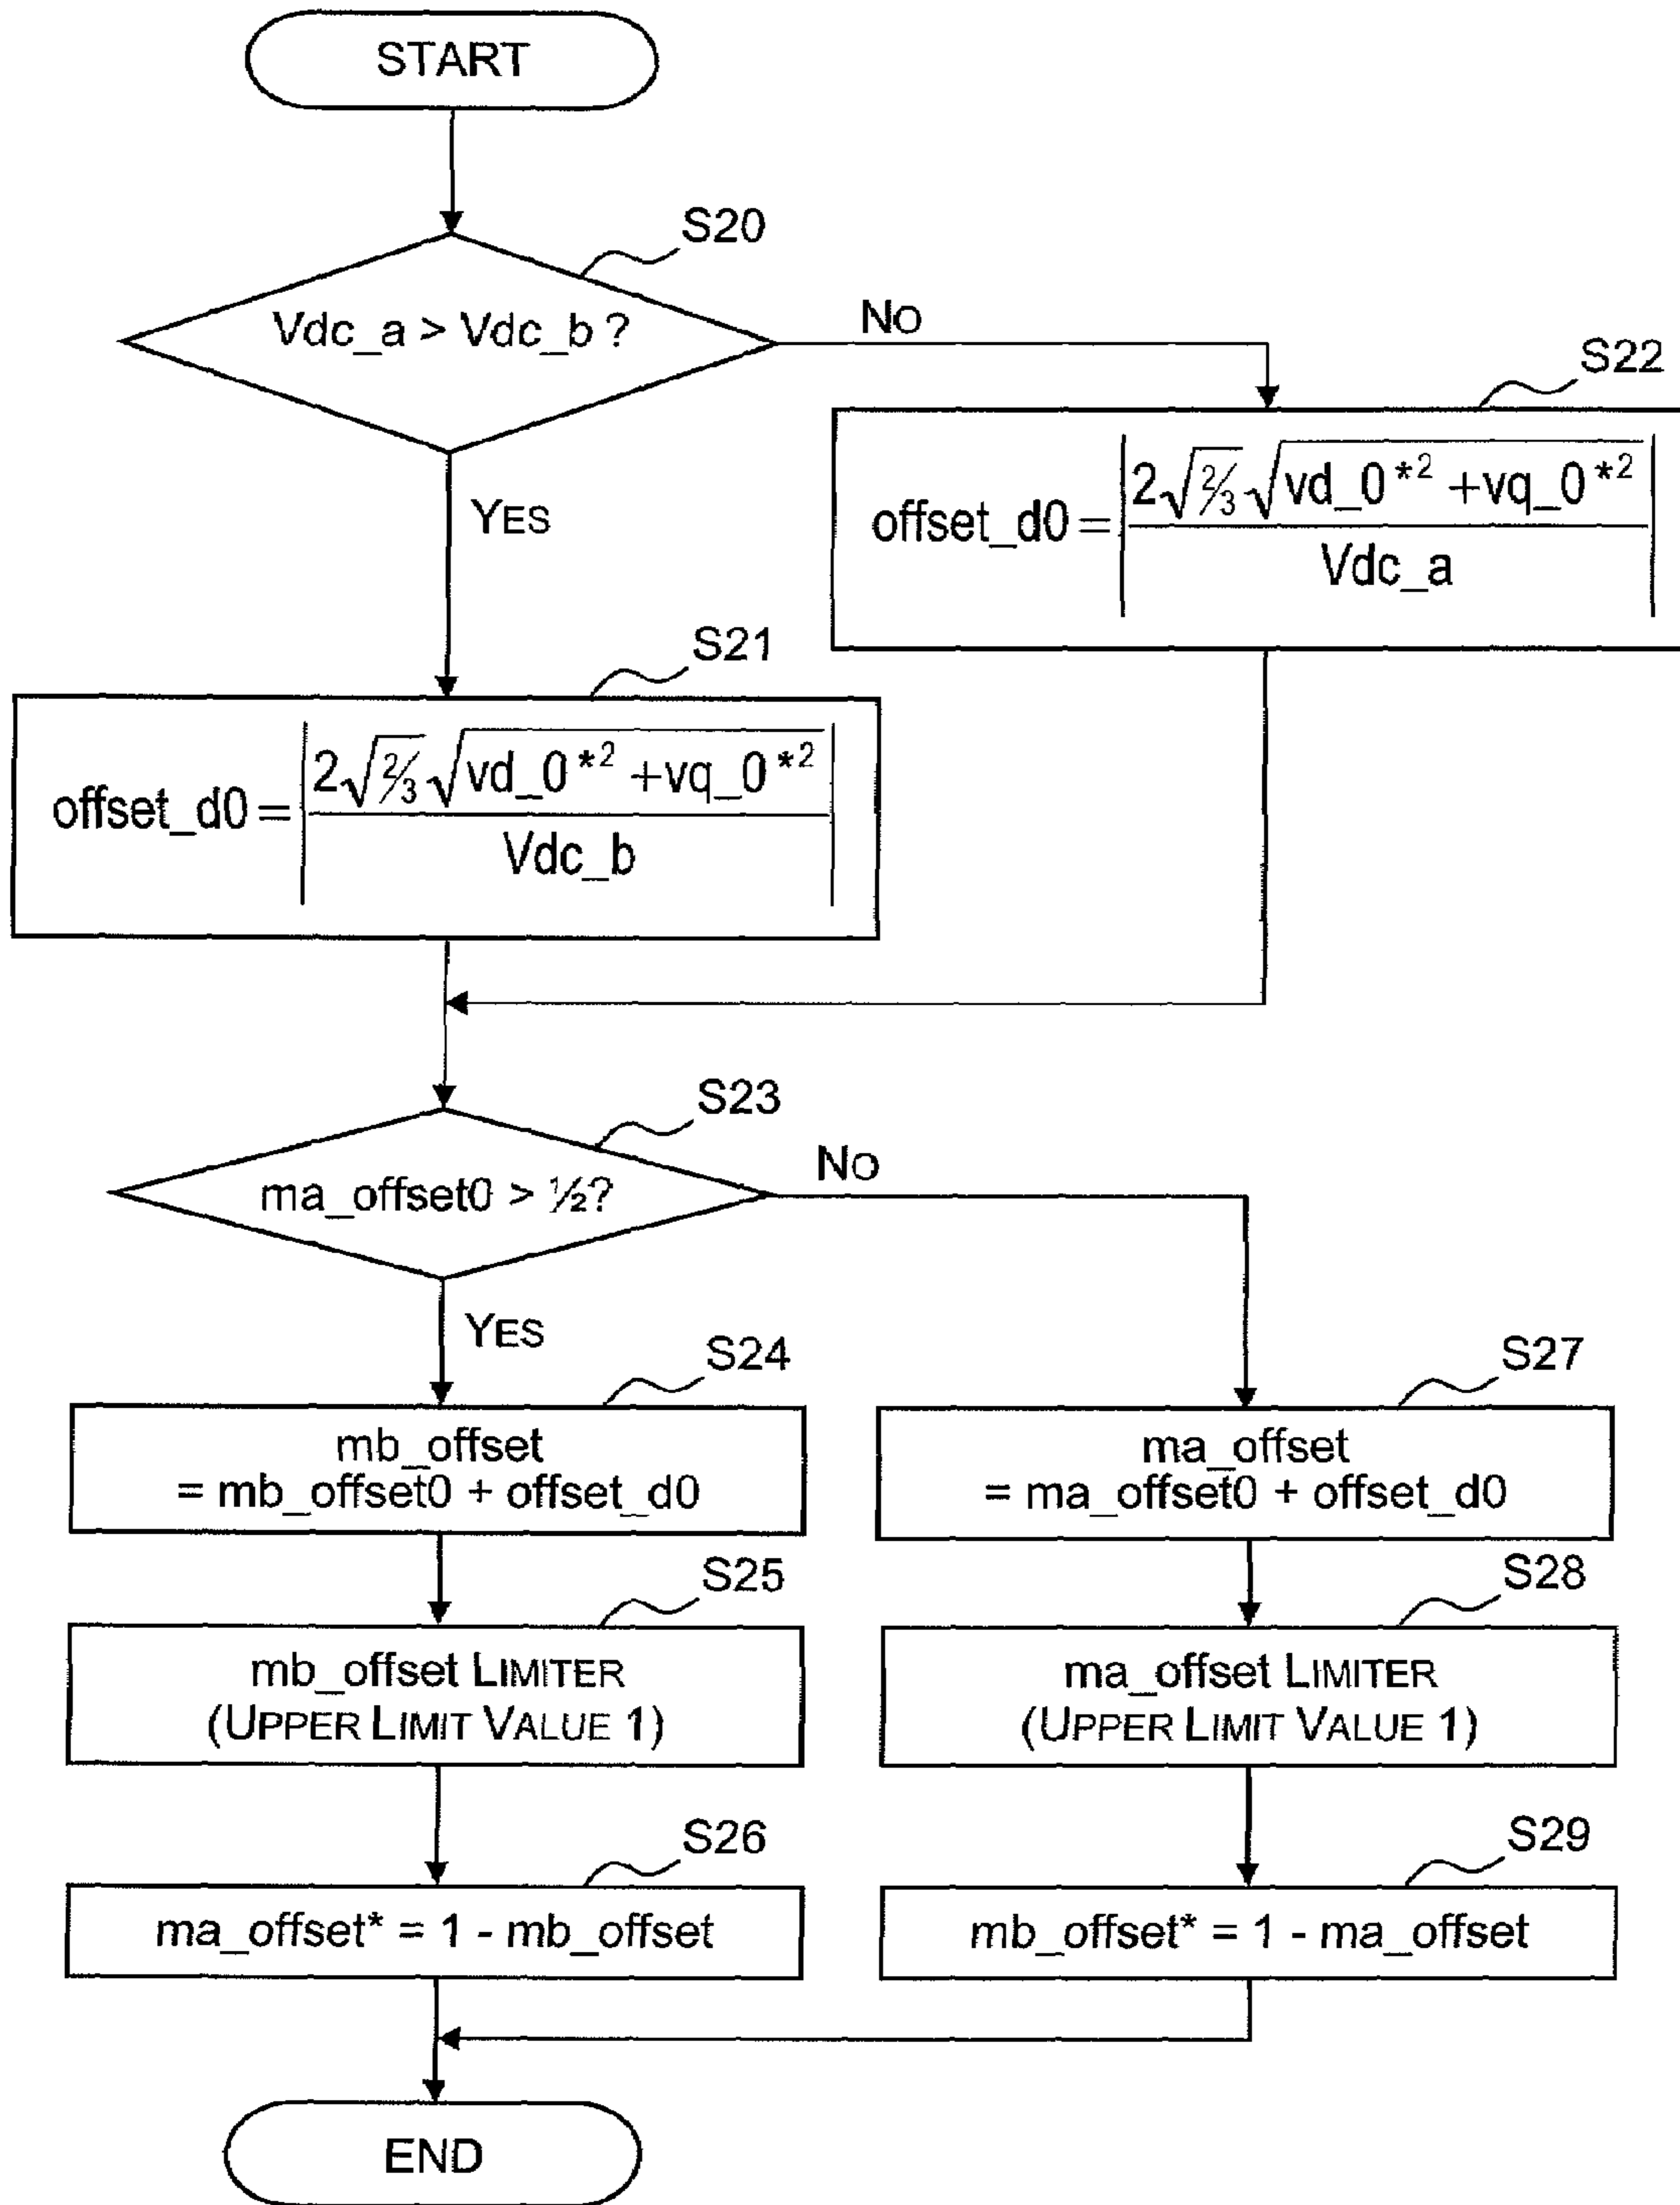 START
S20
Vdc_a > Vdc_b ?
NO
S22
offset_d0 = | 2√(2/3) √(vd_0*² + vq_0*²) / Vdc_a |
YES
S21
offset_d0 = | 2√(2/3) √(vd_0*² + vq_0*²) / Vdc_b |
S23
ma_offset0 > ½?
NO
YES
S24
mb_offset
= mb_offset0 + offset_d0
S27
ma_offset
= ma_offset0 + offset_d0
S25
mb_offset LIMITER
(UPPER LIMIT VALUE 1)
S28
ma_offset LIMITER
(UPPER LIMIT VALUE 1)
S26
ma_offset* = 1 - mb_offset
S29
mb_offset* = 1 - ma_offset
END